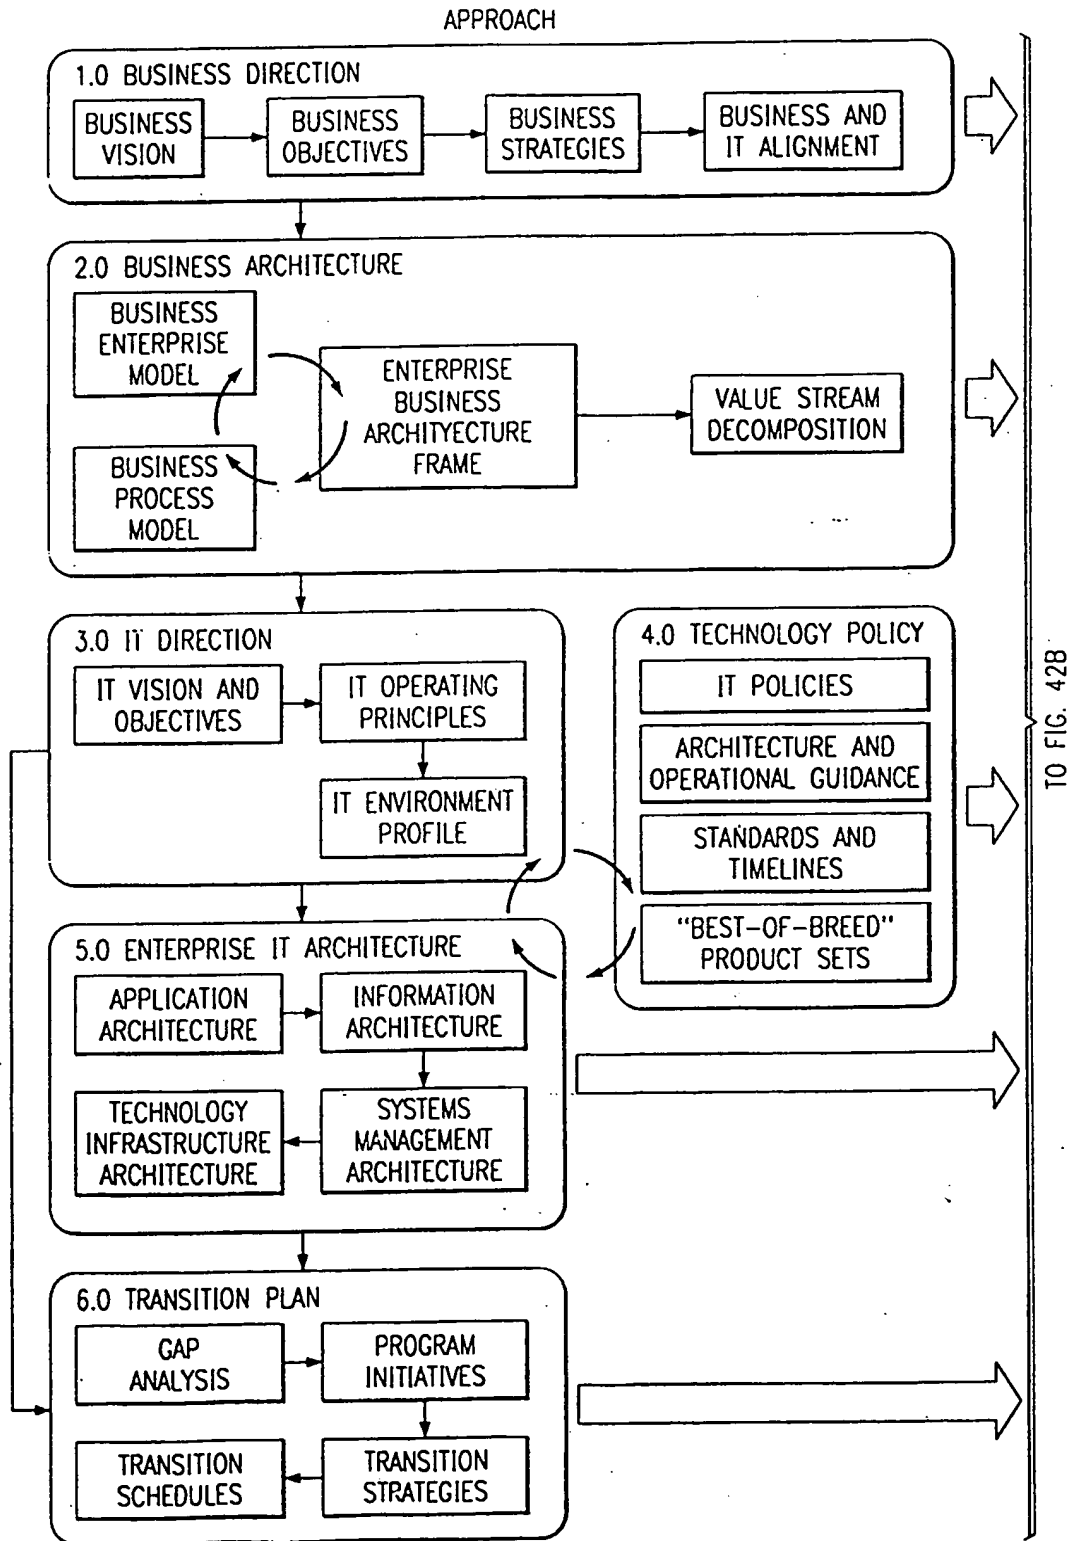 APPROACH
1.0 BUSINESS DIRECTION
BUSINESS
VISION
BUSINESS
OBJECTIVES
BUSINESS
STRATEGIES
BUSINESS AND
IT ALIGNMENT
2.0 BUSINESS ARCHITECTURE
BUSINESS
ENTERPRISE
MODEL
BUSINESS
PROCESS
MODEL
ENTERPRISE
BUSINESS
ARCHITYECTURE
FRAME
VALUE STREAM
DECOMPOSITION
3.0 IT DIRECTION
IT VISION AND
OBJECTIVES
IT OPERATING
PRINCIPLES
IT ENVIRONMENT
PROFILE
4.0 TECHNOLOGY POLICY
IT POLICIES
ARCHITECTURE AND
OPERATIONAL GUIDANCE
STANDARDS AND
TIMELINES
"BEST-OF-BREED"
PRODUCT SETS
5.0 ENTERPRISE IT ARCHITECTURE
APPLICATION
ARCHITECTURE
INFORMATION
ARCHITECTURE
TECHNOLOGY
INFRASTRUCTURE
ARCHITECTURE
SYSTEMS
MANAGEMENT
ARCHITECTURE
6.0 TRANSITION PLAN
GAP
ANALYSIS
PROGRAM
INITIATIVES
TRANSITION
SCHEDULES
TRANSITION
STRATEGIES
TO FIG. 42B